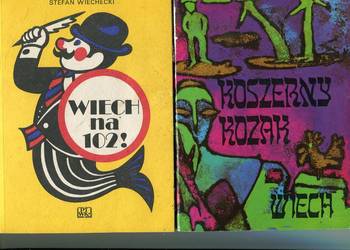 STEFAN WIECHECKI
WIECH
na
102!
KOSZERNY
KOZAK
WIECH